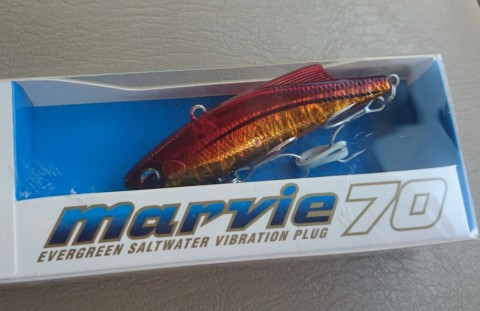 marvie 70
EVERGREEN SALTWATER VIBRATION PLUG